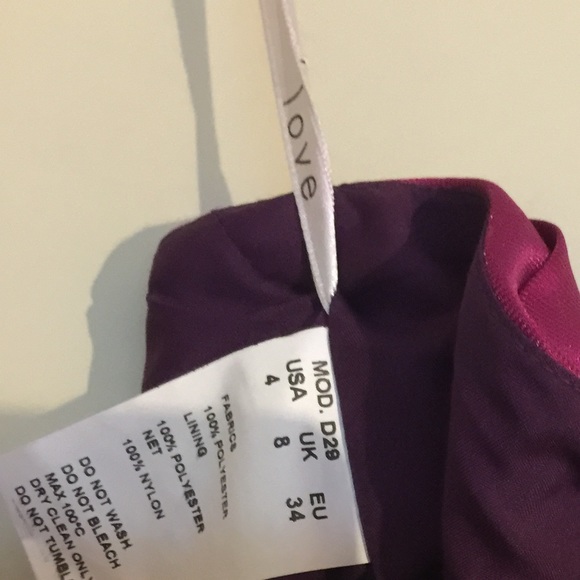 love
MOD. D29
USA UK EU
4 8 34
FABRICS
100% POLYESTER
LINING
100% POLYESTER
NET
100% NYLON
DO NOT WASH
DO NOT BLEACH
MAX 100°C
DRY CLEAN ONLY
DO NOT TUMBL